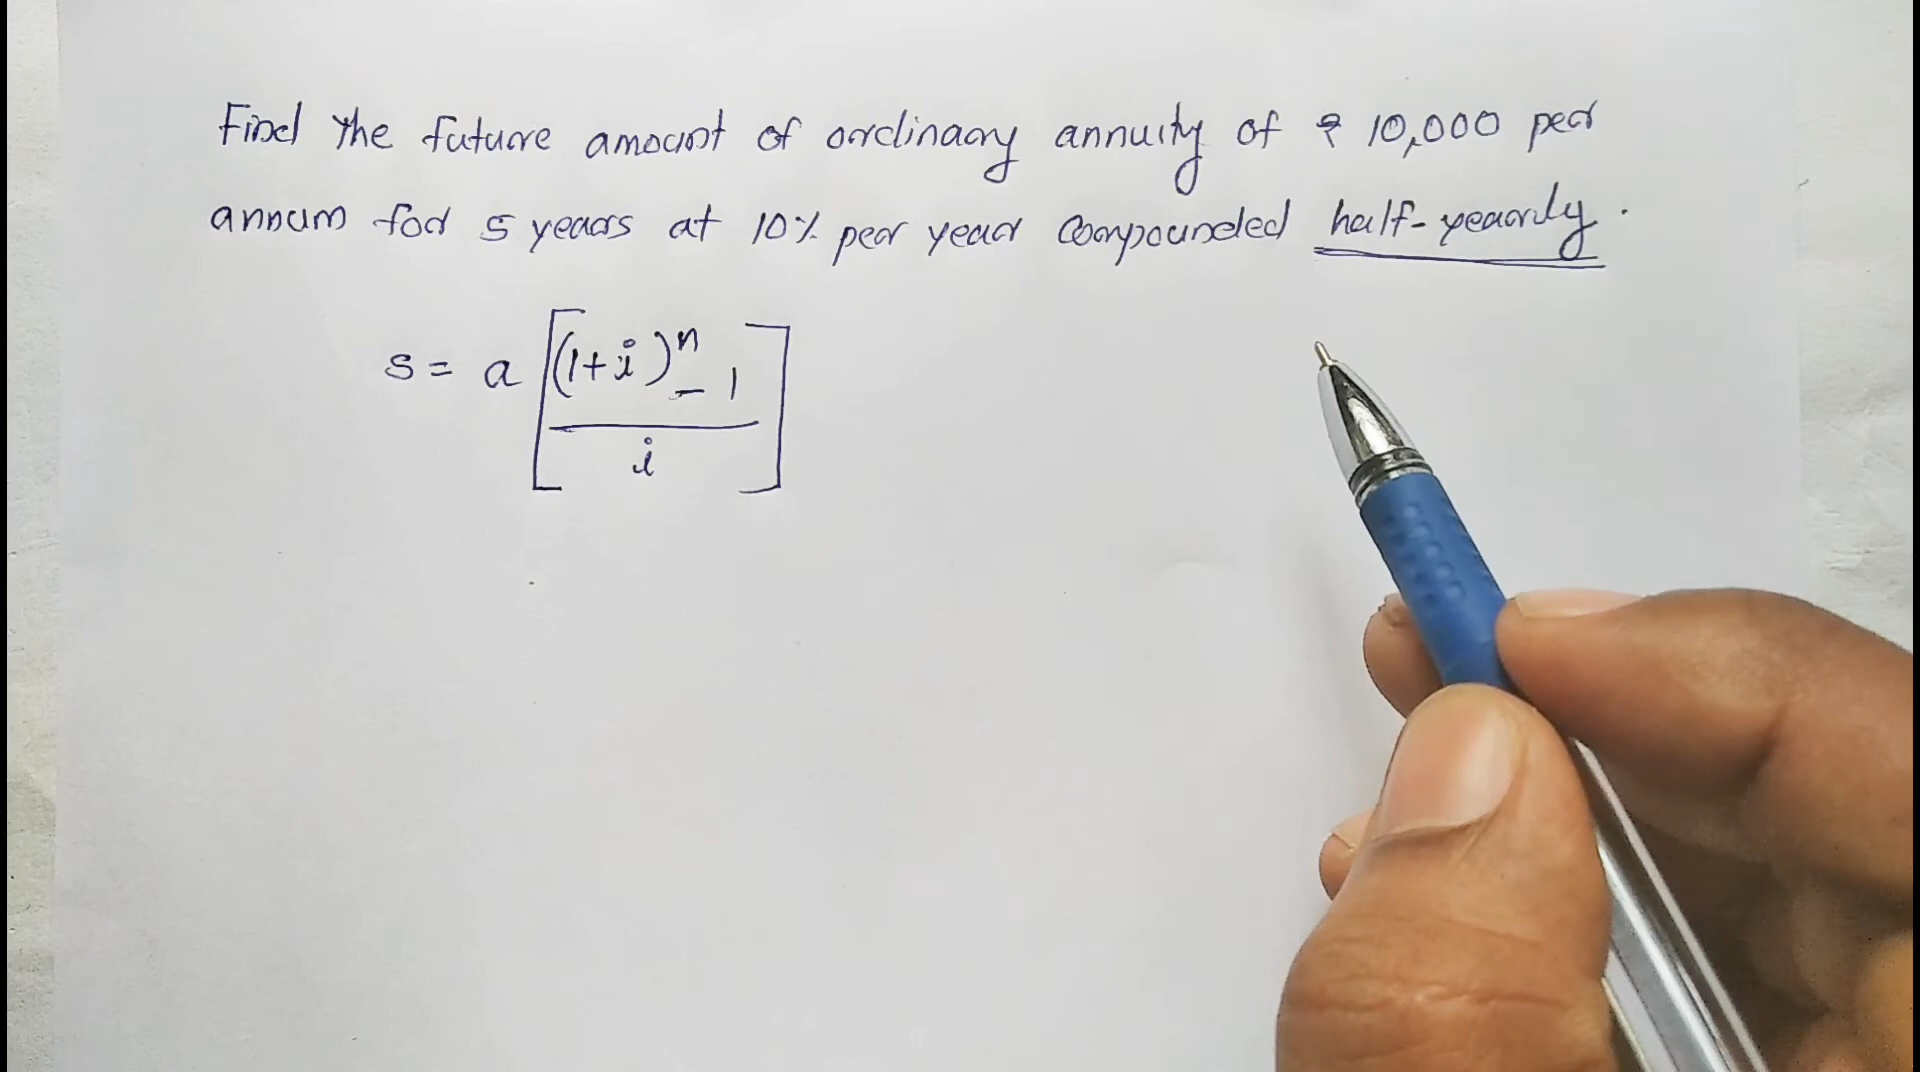 Find the future amount of ordinary annuity of ₹ 10,000 per
annum for 5 years at 10% per year compounded half-yearly.
S = a [((1+i)^n - 1) / i]